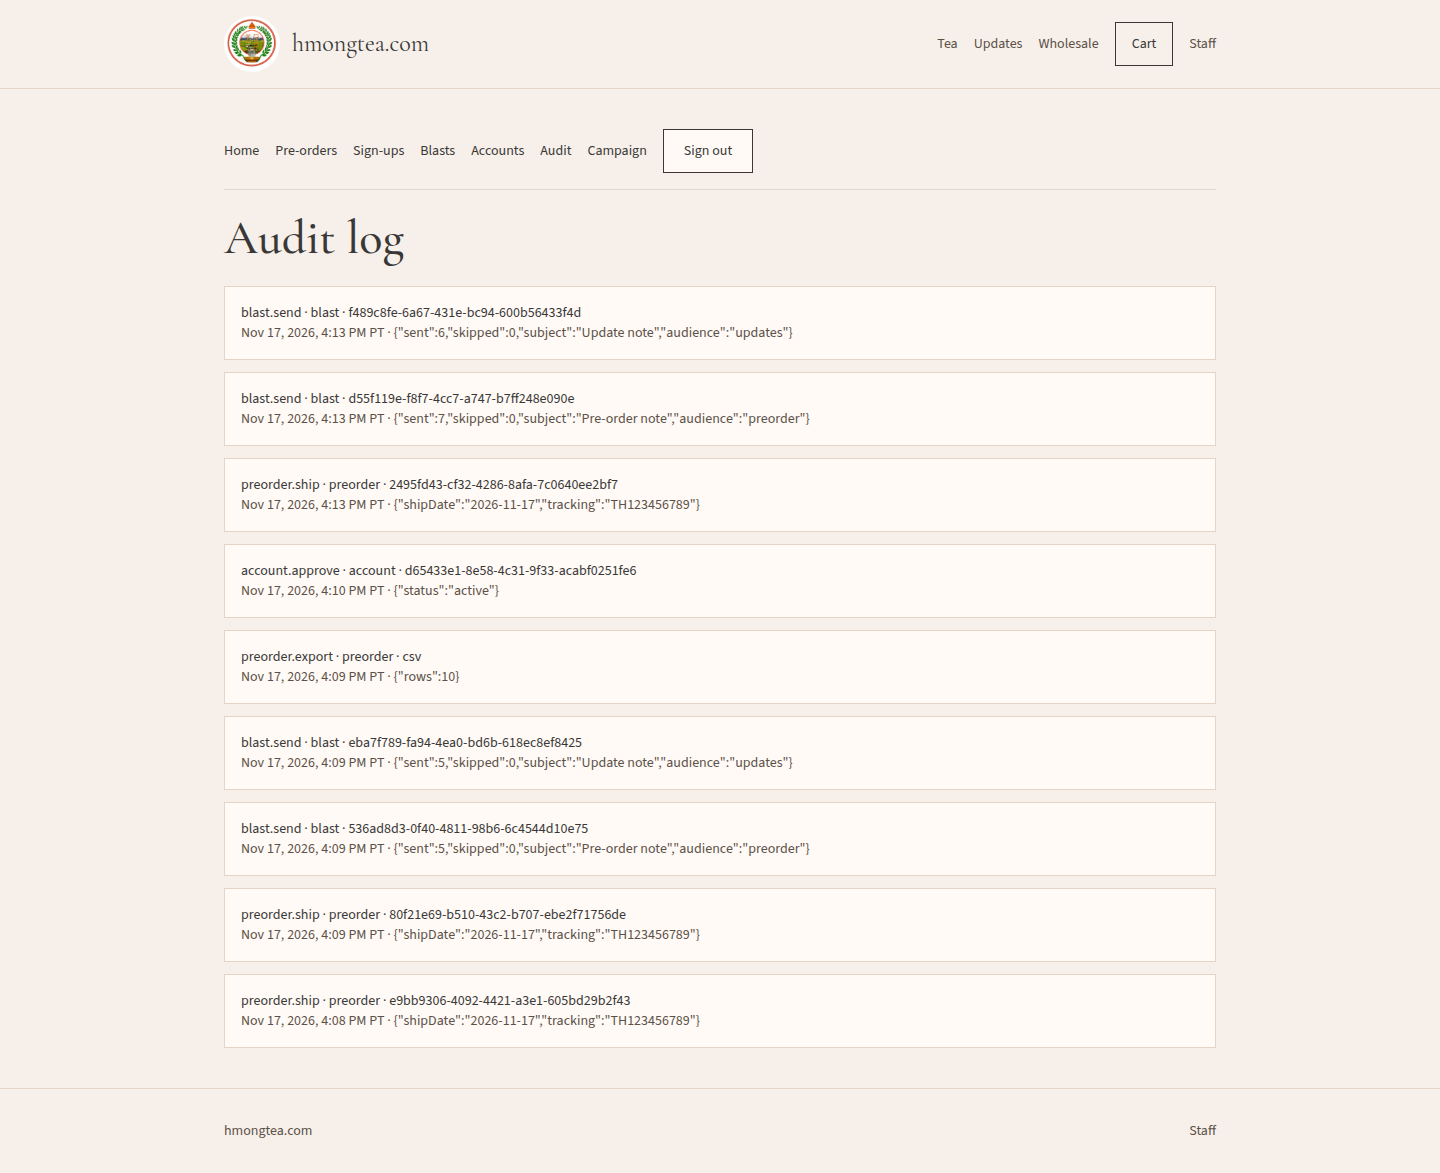 hmongtea.com
Tea
Updates
Wholesale
Cart
Staff
Home
Pre-orders
Sign-ups
Blasts
Accounts
Audit
Campaign
Sign out
Audit log
blast.send · blast · f489c8fe-6a67-431e-bc94-600b56433f4d
Nov 17, 2026, 4:13 PM PT · {"sent":6,"skipped":0,"subject":"Update note","audience":"updates"}
blast.send · blast · d55f119e-f8f7-4cc7-a747-b7ff248e090e
Nov 17, 2026, 4:13 PM PT · {"sent":7,"skipped":0,"subject":"Pre-order note","audience":"preorder"}
preorder.ship · preorder · 2495fd43-cf32-4286-8afa-7c0640ee2bf7
Nov 17, 2026, 4:13 PM PT · {"shipDate":"2026-11-17","tracking":"TH123456789"}
account.approve · account · d65433e1-8e58-4c31-9f33-acabf0251fe6
Nov 17, 2026, 4:10 PM PT · {"status":"active"}
preorder.export · preorder · csv
Nov 17, 2026, 4:09 PM PT · {"rows":10}
blast.send · blast · eba7f789-fa94-4ea0-bd6b-618ec8ef8425
Nov 17, 2026, 4:09 PM PT · {"sent":5,"skipped":0,"subject":"Update note","audience":"updates"}
blast.send · blast · 536ad8d3-0f40-4811-98b6-6c4544d10e75
Nov 17, 2026, 4:09 PM PT · {"sent":5,"skipped":0,"subject":"Pre-order note","audience":"preorder"}
preorder.ship · preorder · 80f21e69-b510-43c2-b707-ebe2f71756de
Nov 17, 2026, 4:09 PM PT · {"shipDate":"2026-11-17","tracking":"TH123456789"}
preorder.ship · preorder · e9bb9306-4092-4421-a3e1-605bd29b2f43
Nov 17, 2026, 4:08 PM PT · {"shipDate":"2026-11-17","tracking":"TH123456789"}
hmongtea.com
Staff